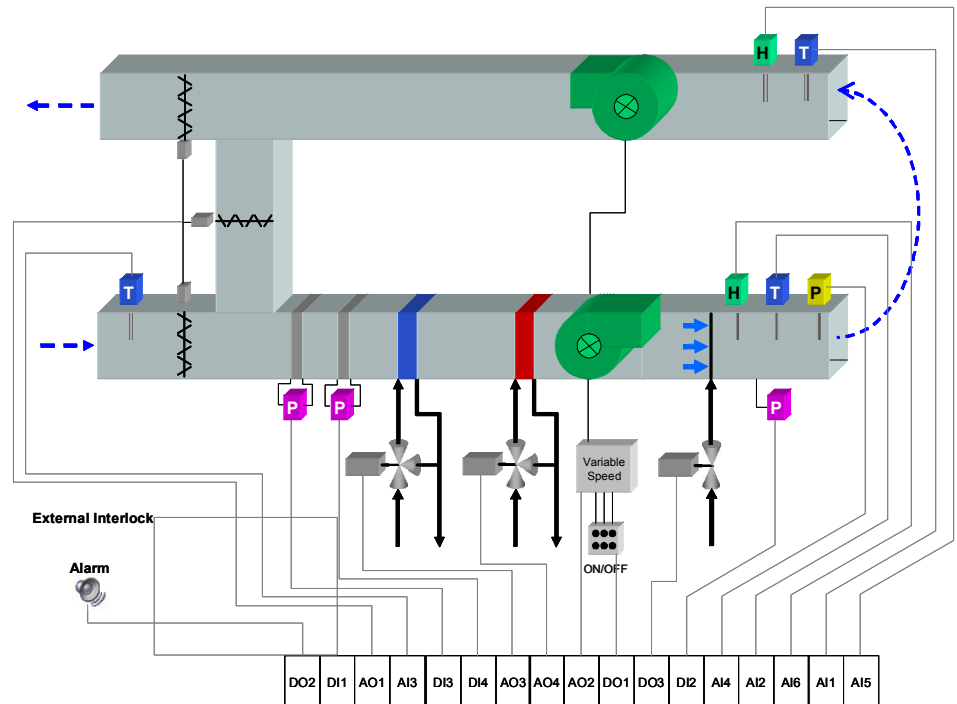 H T
T H T P
P P P
Variable
Speed
External Interlock
ON/OFF
Alarm
DO2 DI1 AO1 AI3 DI3 DI4 AO3 AO4 AO2 DO1 DO3 DI2 AI4 AI2 AI6 AI1 AI5